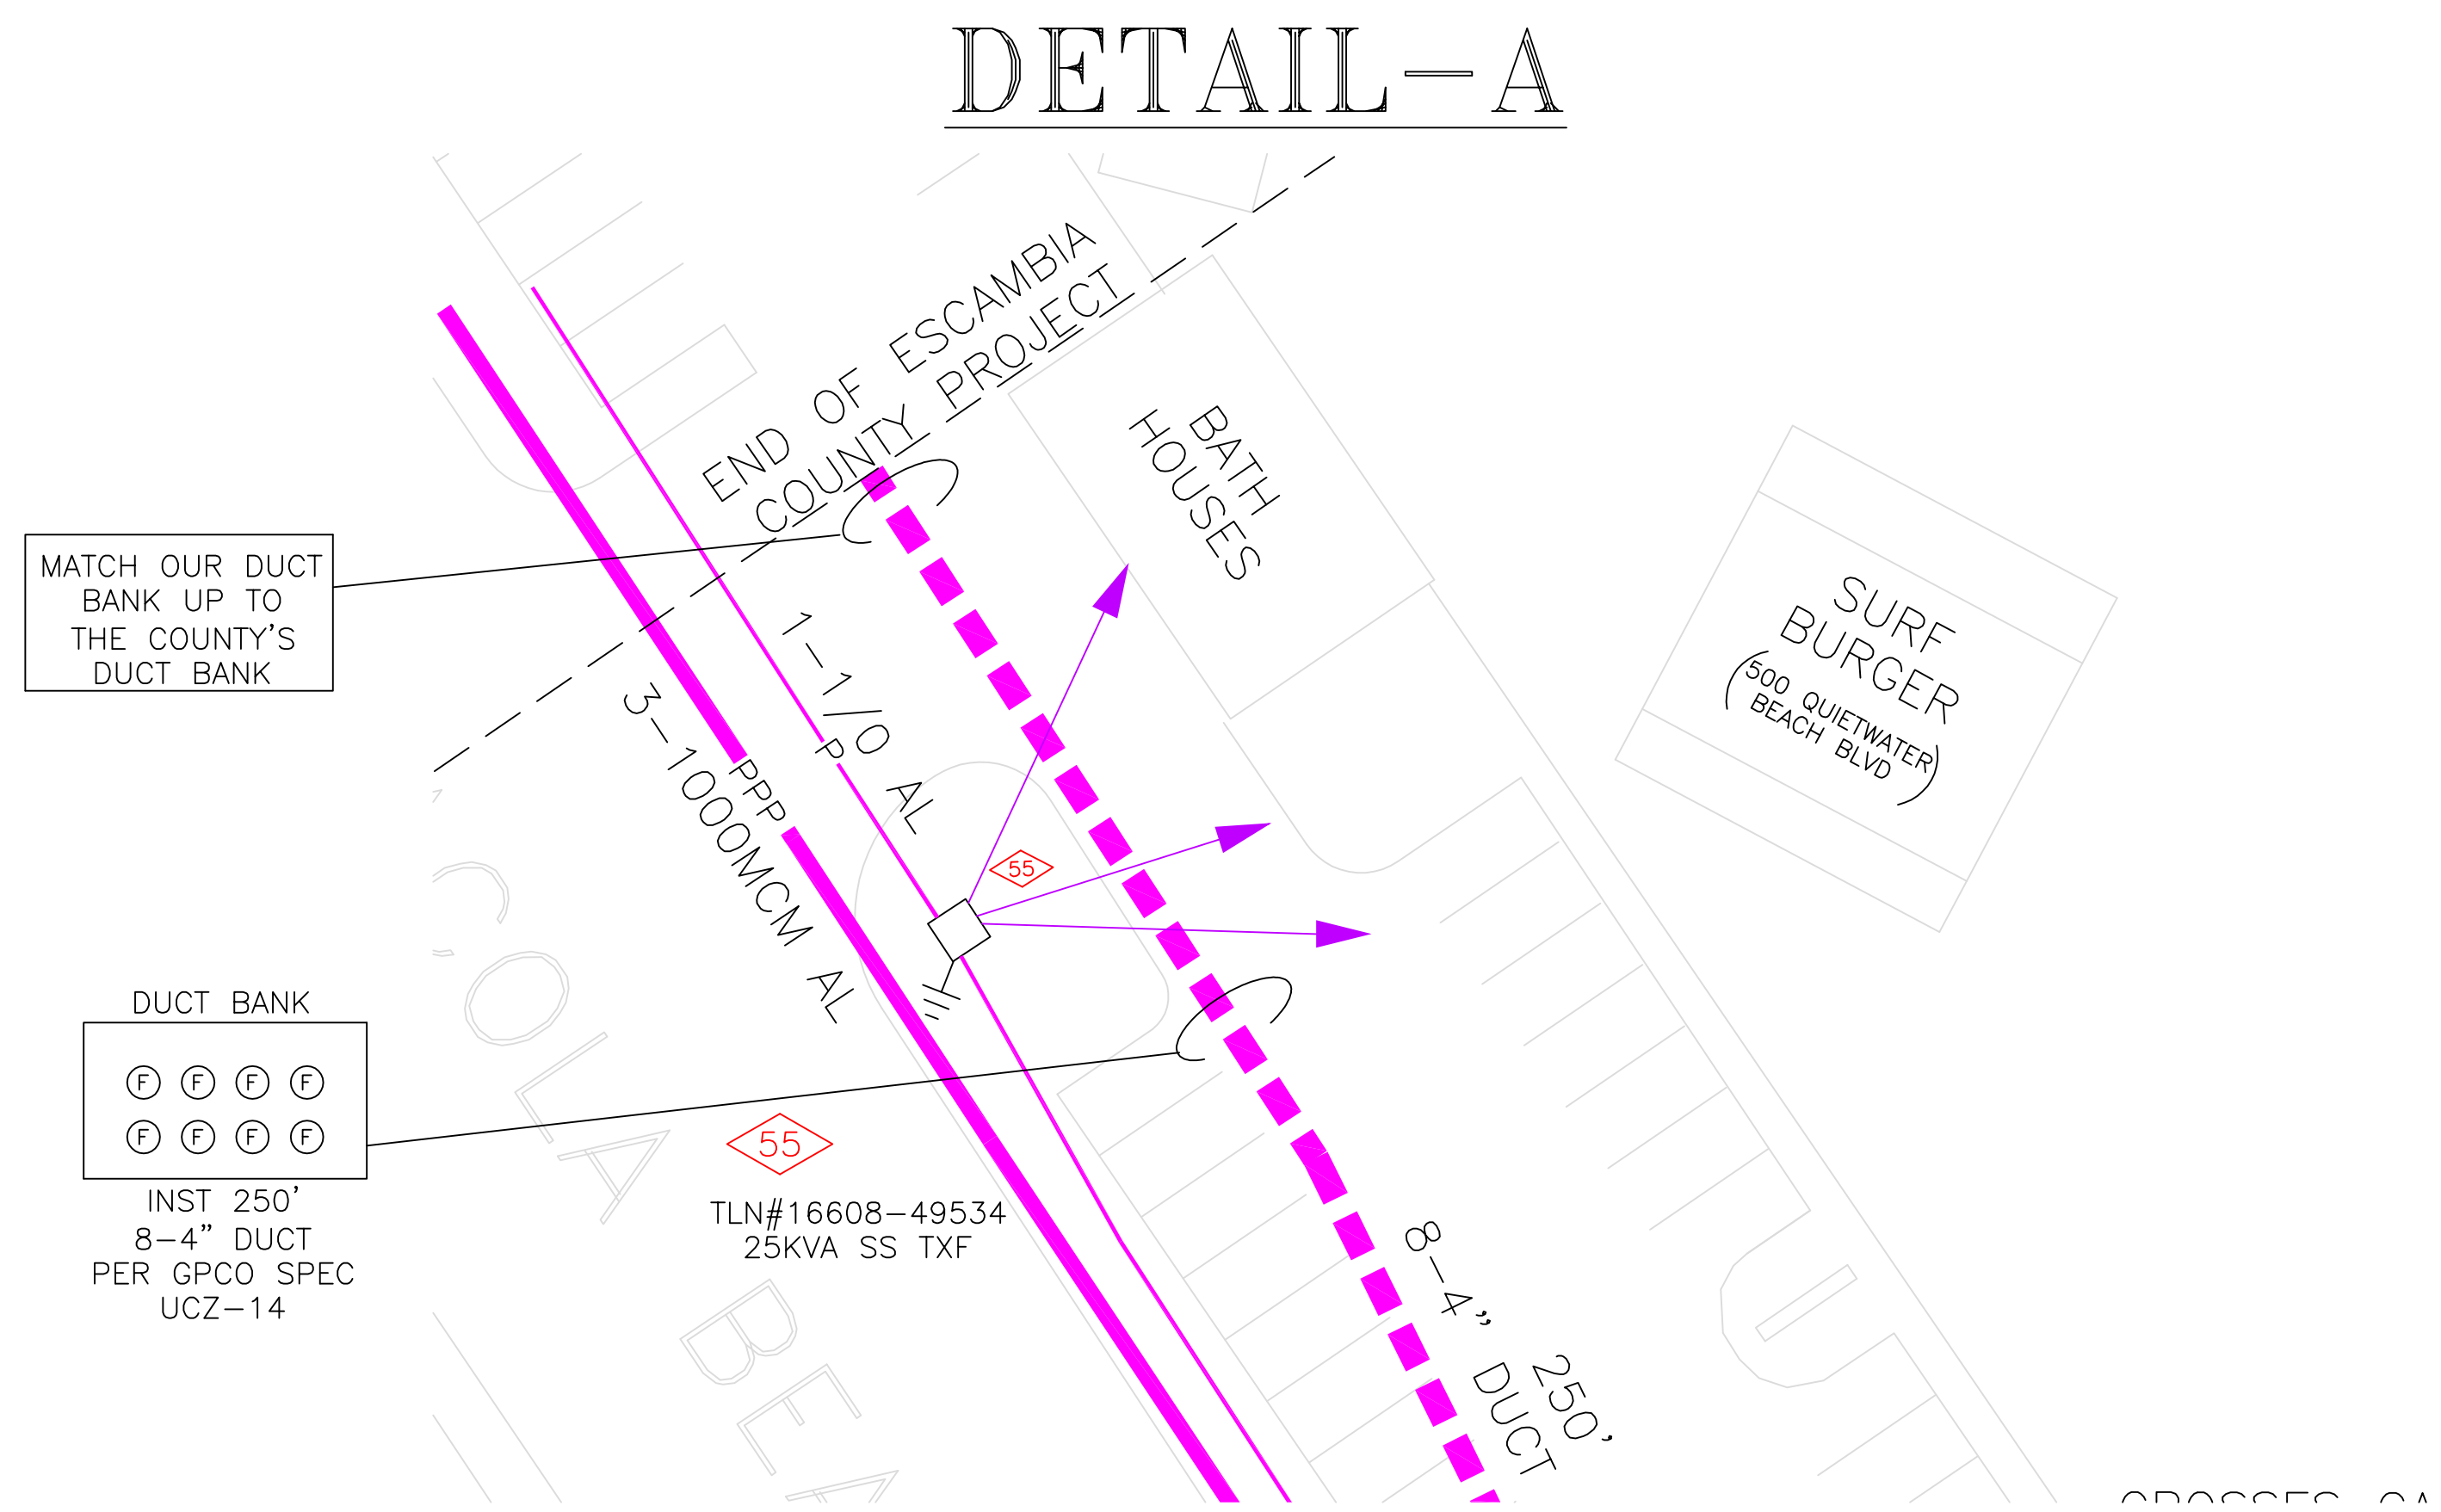 DETAIL-A
END OF ESCAMBIA
COUNTY PROJECT
BATH
HOUSES
MATCH OUR DUCT
BANK UP TO
THE COUNTY'S
DUCT BANK
SURF
BURGER
(500 QUIETWATER
BEACH BLVD)
1-1/0 AL
P
3-1000MCM AL
PPP
55
DUCT BANK
F F F F
F F F F
INST 250'
8-4" DUCT
PER GPCO SPEC
UCZ-14
55
TLN#16608-49534
25KVA SS TXF
250'
8-4" DUCT